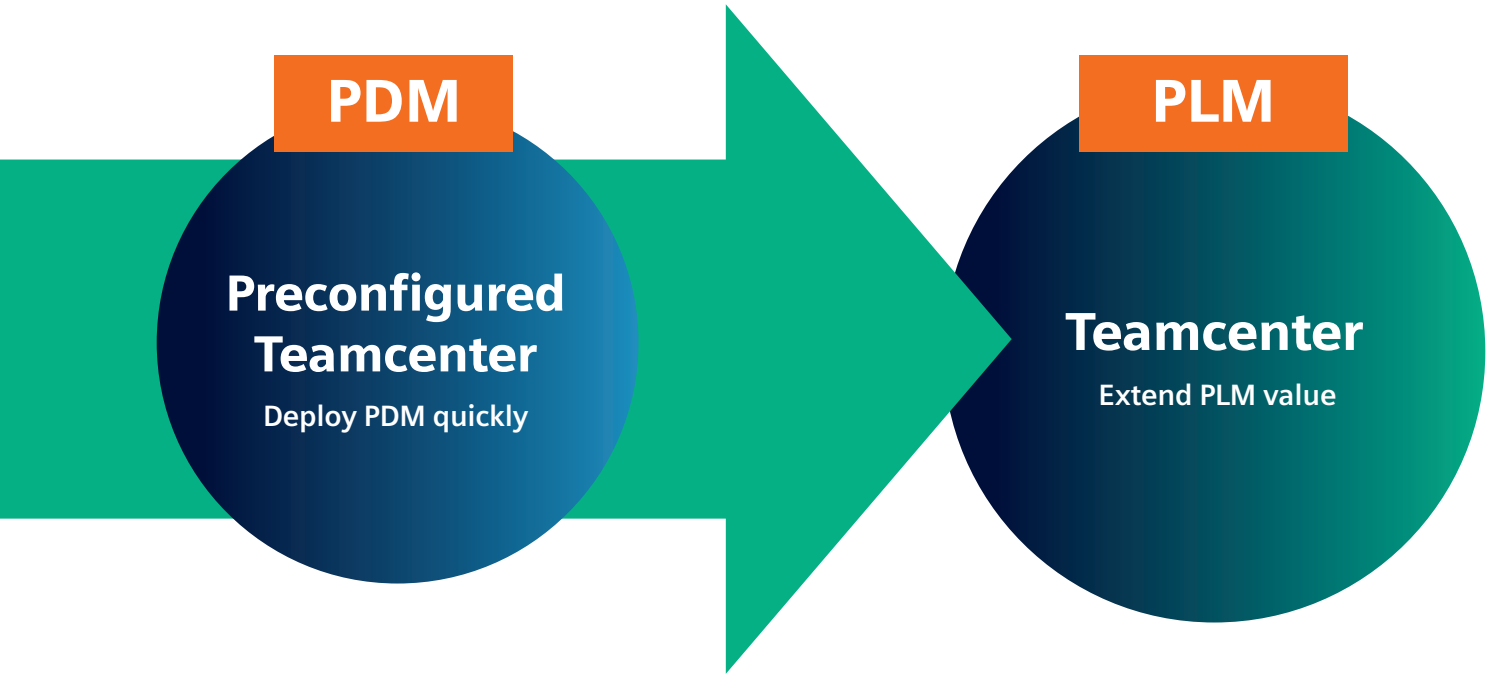 PDM
Preconfigured
Teamcenter
Deploy PDM quickly
PLM
Teamcenter
Extend PLM value